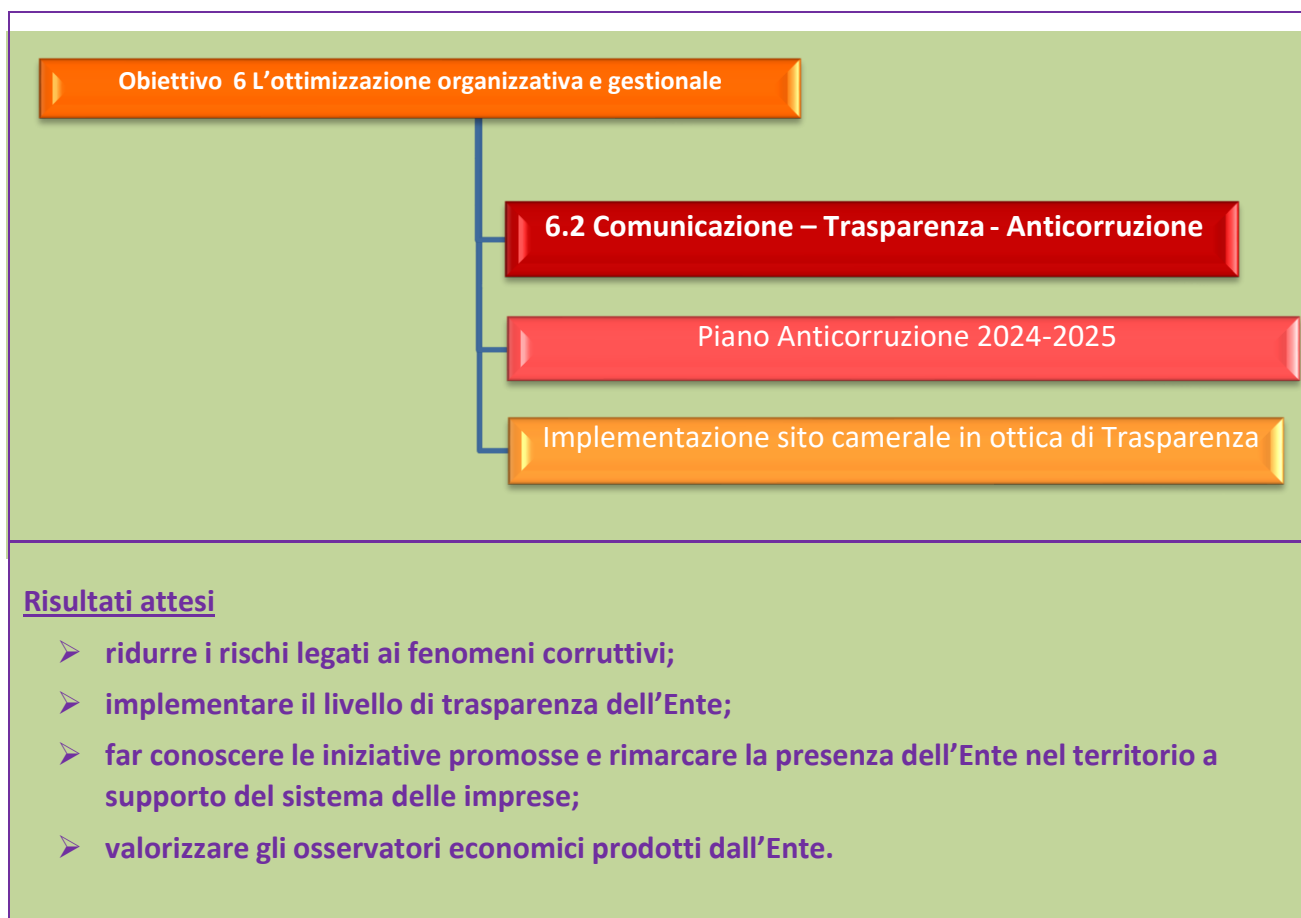 Obiettivo  6 L’ottimizzazione organizzativa e gestionale
6.2 Comunicazione – Trasparenza - Anticorruzione
Piano Anticorruzione 2024-2025
Implementazione sito camerale in ottica di Trasparenza
Risultati attesi
➢ ridurre i rischi legati ai fenomeni corruttivi;
➢ implementare il livello di trasparenza dell’Ente;
➢ far conoscere le iniziative promosse e rimarcare la presenza dell’Ente nel territorio a
supporto del sistema delle imprese;
➢ valorizzare gli osservatori economici prodotti dall’Ente.